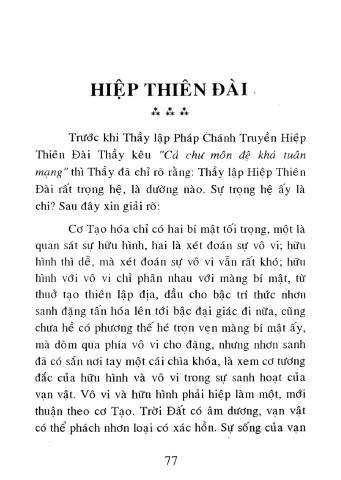 HIỆP THIÊN ĐÀI
⁂ ⁂ ⁂
Trước khi Thầy lập Pháp Chánh Truyền Hiệp
Thiên Đài Thầy kêu "Cả chư môn đệ khá tuân
mạng" thì Thầy đã chỉ rõ rằng: Thầy lập Hiệp Thiên
Đài rất trọng hệ, là dường nào. Sự trọng hệ ấy là
chi? Sau đây xin giải rõ:
Cơ Tạo hóa chỉ có hai bí mật tối trọng, một là
quan sát sự hữu hình, hai là xét đoán sự vô vi; hữu
hình thì dễ, mà xét đoán sự vô vi vẫn rất khó; hữu
hình với vô vi chỉ phân nhau với màng bí mật, từ
thuở tạo thiên lập địa, dầu cho bậc trí thức nhơn
sanh đặng tấn hóa lên tới bậc đại giác đi nữa, cũng
chưa hề có phương thế hé trọn vẹn màng bí mật ấy,
mà dòm qua phía vô vi cho đặng, nhưng nhơn sanh
đã có sẵn nơi tay một cái chìa khóa, là xem cơ tương
đắc của hữu hình và vô vi trong sự sanh hoạt của
vạn vật. Vô vi và hữu hình phải hiệp làm một, mới
thuận theo cơ Tạo. Trời Đất có âm dương, vạn vật
có thể phách nhơn loại có xác hồn. Sự sống của vạn
77